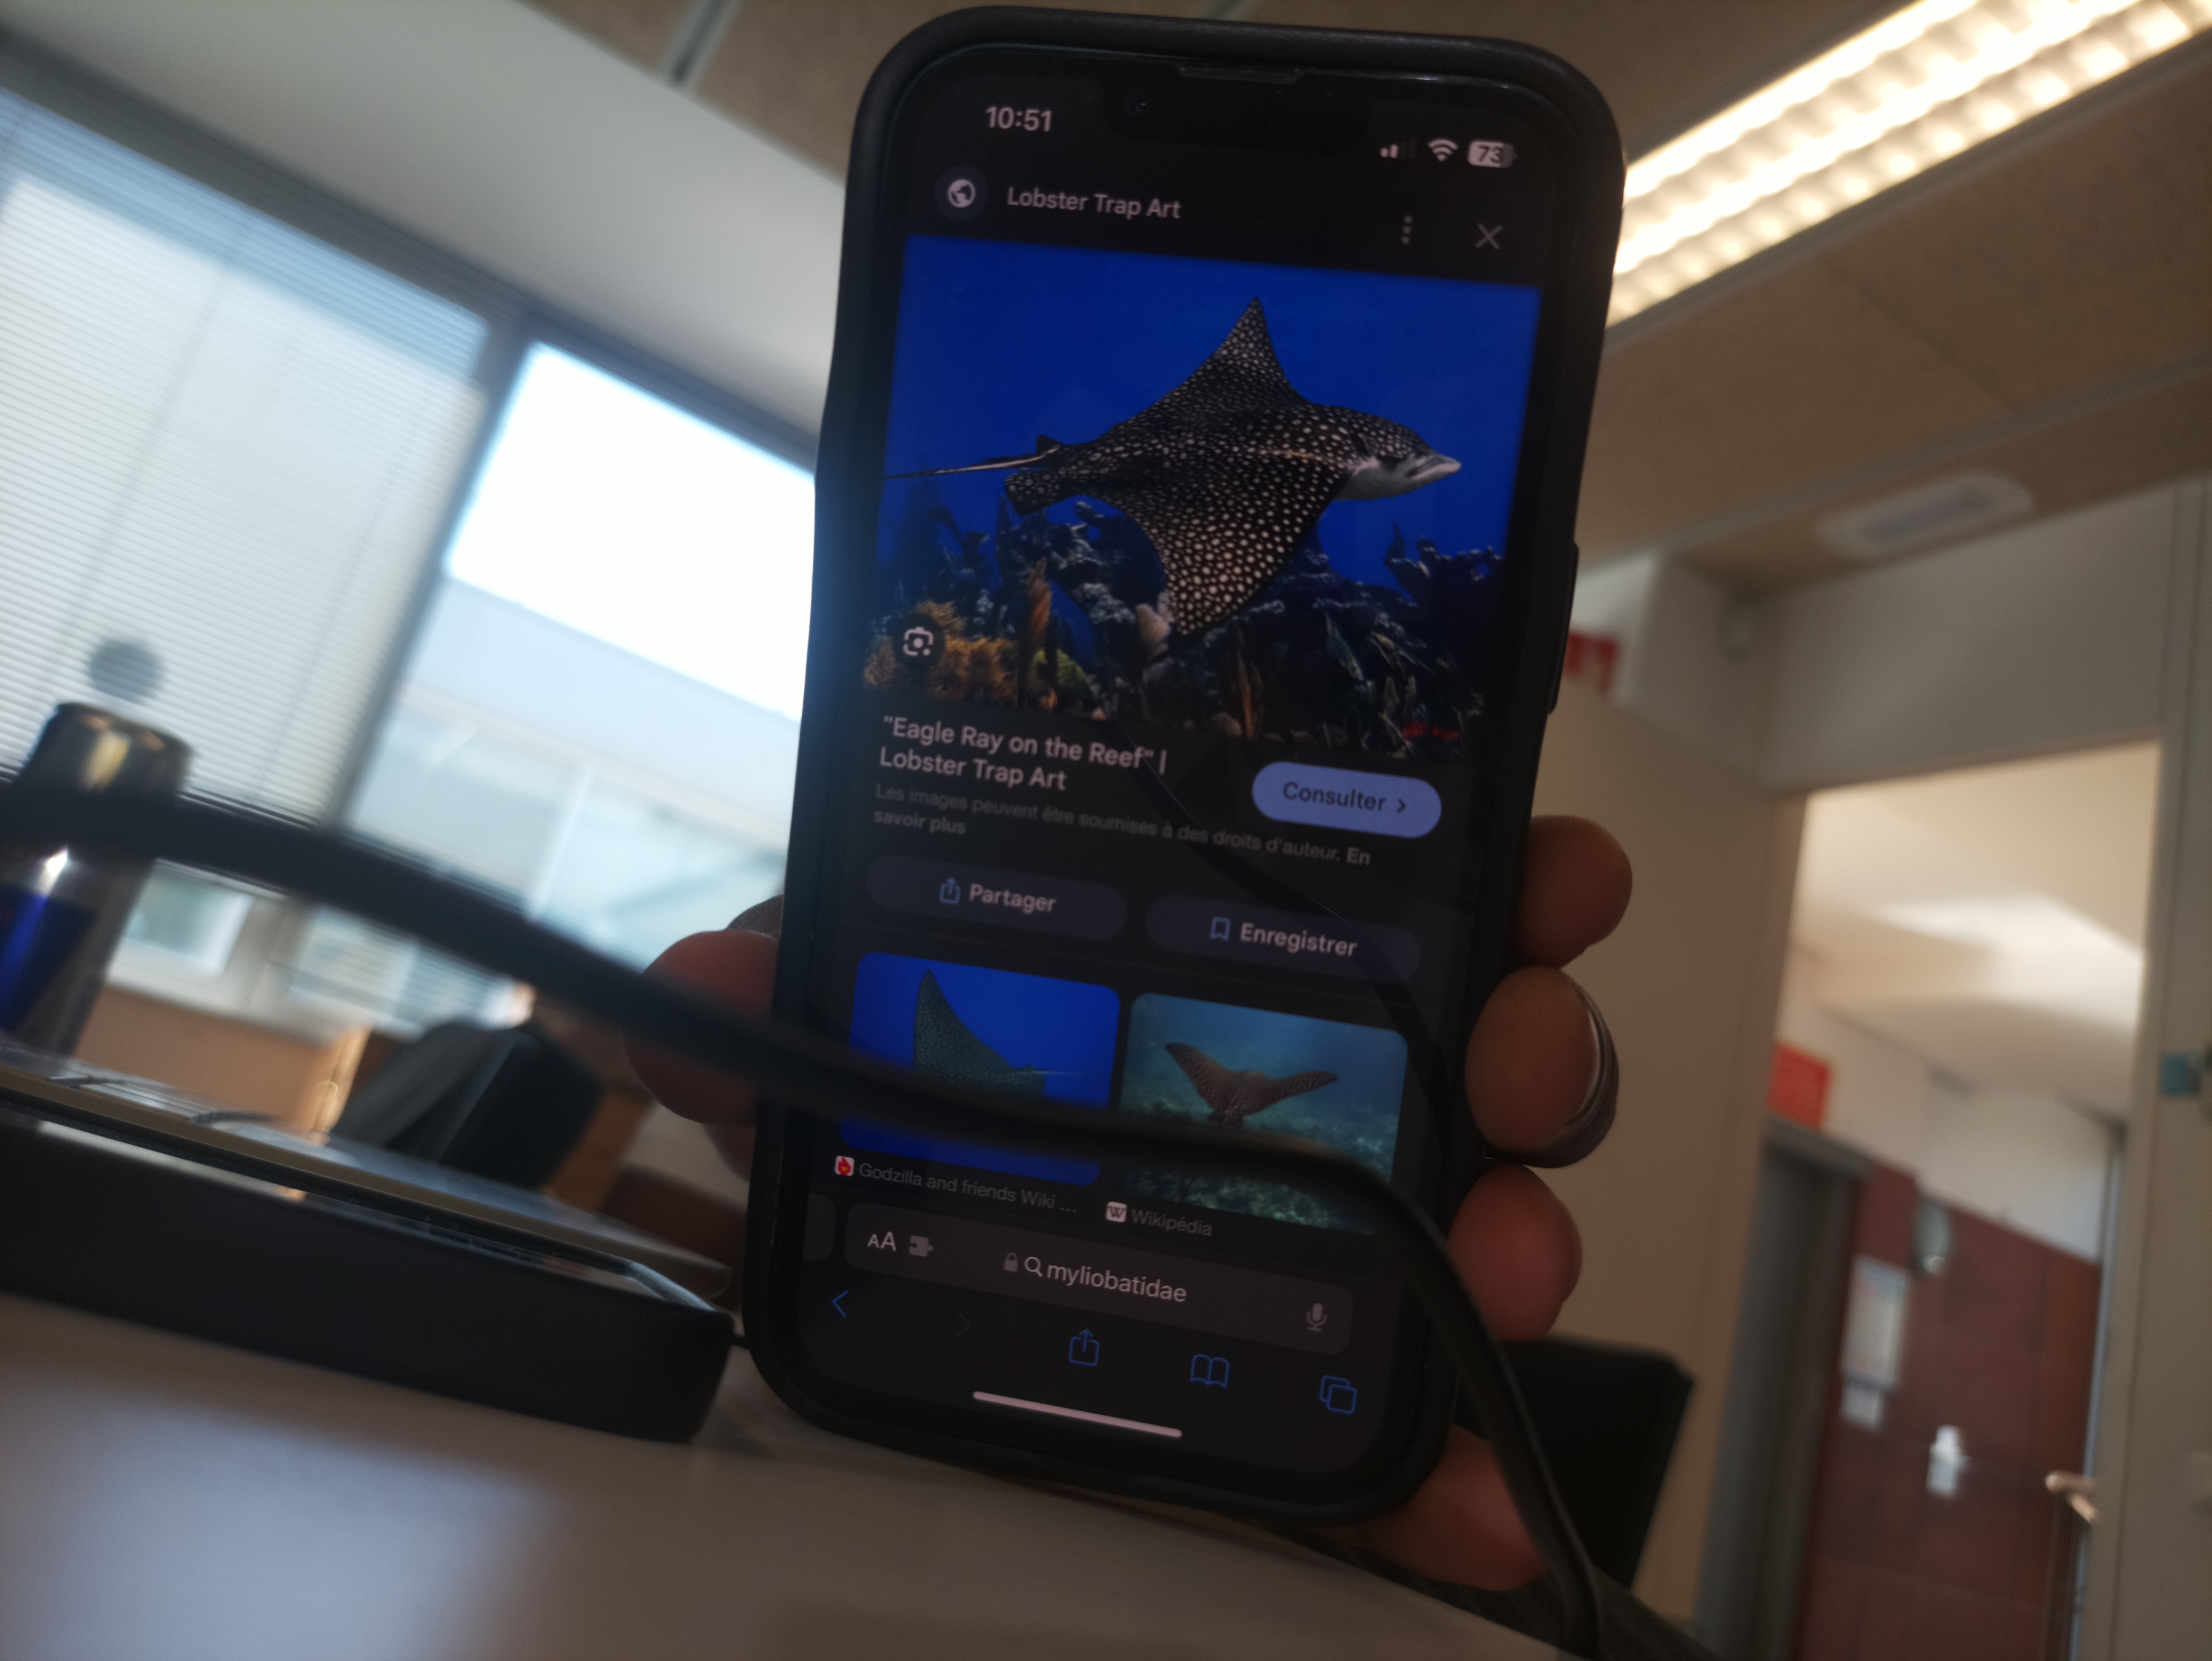 10:51
73
Lobster Trap Art
"Eagle Ray on the Reef" |
Lobster Trap Art
Consulter
Les images peuvent être soumises à des droits d'auteur. En
savoir plus
Partager
Enregistrer
Godzilla and friends Wiki ...
W Wikipédia
AA
myliobatidae